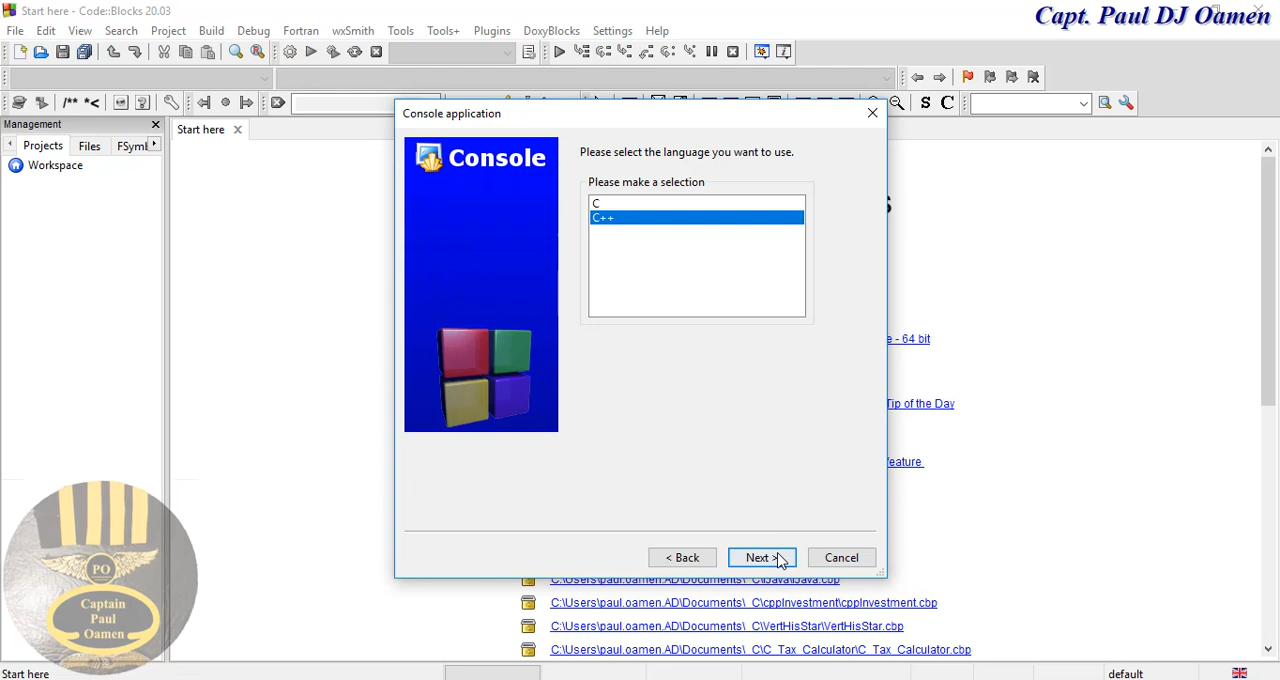 Start here - Code::Blocks 20.03
Capt. Paul DJ Oamen
File Edit View Search Project Build Debug Fortran wxSmith Tools Tools+ Plugins DoxyBlocks Settings Help
/** *<
S C
Management
Start here
Projects Files FSyml
Workspace
Console application
Console
Please select the language you want to use.
Please make a selection
C
C++
s
e - 64 bit
Tip of the Day
feature
< Back Next > Cancel
C:\Users\paul.oamen.AD\Documents\_C\Java\Java.cbp
C:\Users\paul.oamen.AD\Documents\_C\cppInvestment\cppInvestment.cbp
C:\Users\paul.oamen.AD\Documents\_C\VertHisStar\VertHisStar.cbp
C:\Users\paul.oamen.AD\Documents\_C\C_Tax_Calculator\C_Tax_Calculator.cbp
PO
Captain
Paul
Oamen
Start here
default